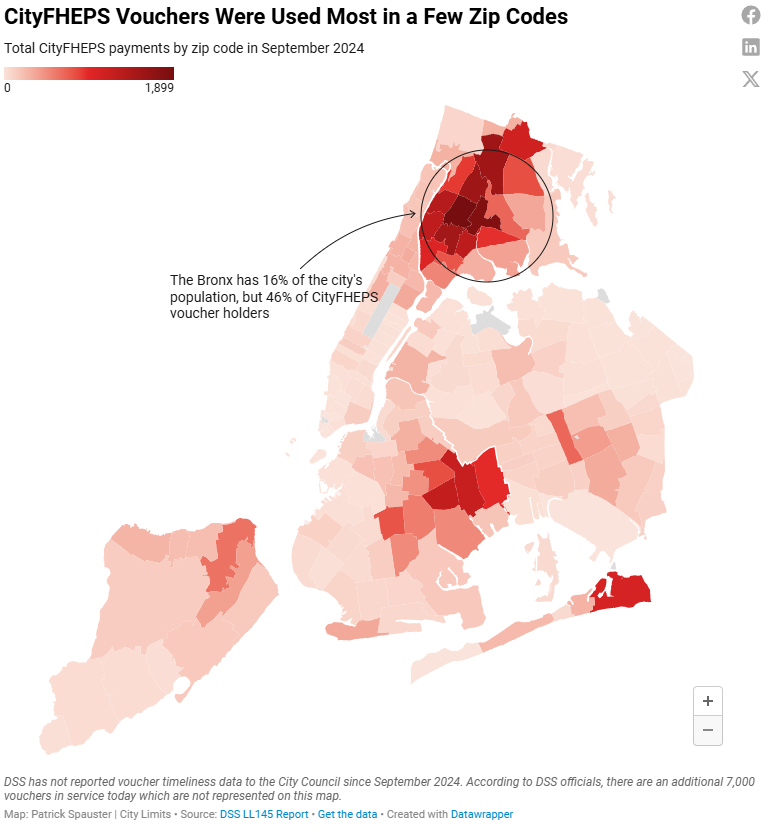 CityFHEPS Vouchers Were Used Most in a Few Zip Codes
Total CityFHEPS payments by zip code in September 2024
0 1,899
The Bronx has 16% of the city's
population, but 46% of CityFHEPS
voucher holders
+
−
DSS has not reported voucher timeliness data to the City Council since September 2024. According to DSS officials, there are an additional 7,000
vouchers in service today which are not represented on this map.
Map: Patrick Spauster | City Limits • Source: DSS LL145 Report • Get the data • Created with Datawrapper